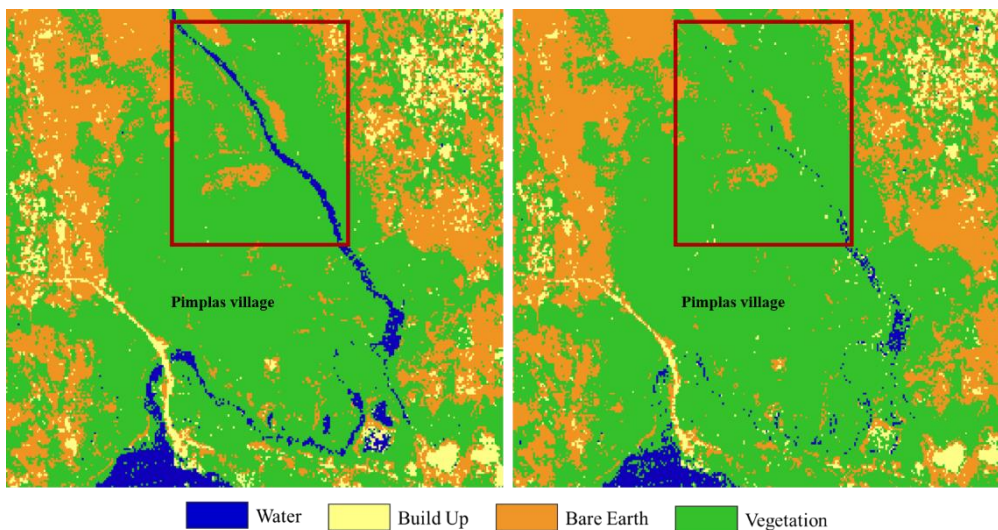 Pimplas village
Pimplas village
Water
Build Up
Bare Earth
Vegetation